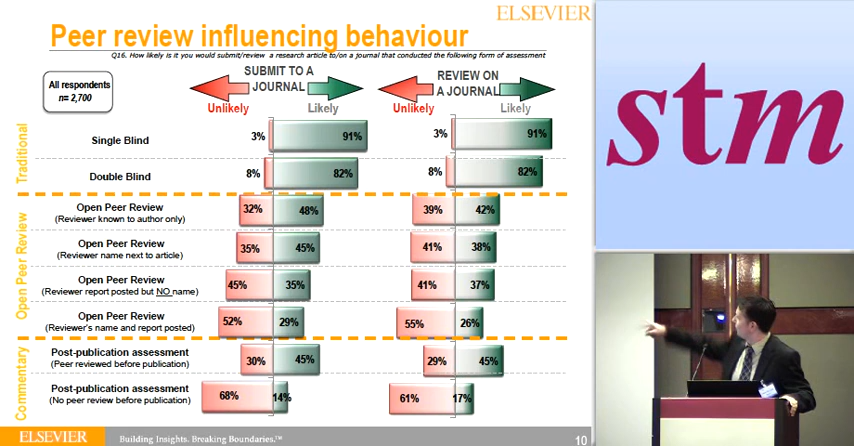 ELSEVIER
Peer review influencing behaviour
Q16. How likely is it you would submit/review a research article to/on a journal that conducted the following form of assessment
All respondents
n= 2,700
SUBMIT TO A
JOURNAL
Unlikely
Likely
REVIEW ON
A JOURNAL
Unlikely
Likely
Traditional
Single Blind
3%
91%
3%
91%
Double Blind
8%
82%
8%
82%
Open Peer Review
Open Peer Review
(Reviewer known to author only)
32%
48%
39%
42%
Open Peer Review
(Reviewer name next to article)
35%
45%
41%
38%
Open Peer Review
(Reviewer report posted but NO name)
45%
35%
41%
37%
Open Peer Review
(Reviewer's name and report posted)
52%
29%
55%
26%
Commentary
Post-publication assessment
(Peer reviewed before publication)
30%
45%
29%
45%
Post-publication assessment
(No peer review before publication)
68%
14%
61%
17%
ELSEVIER
Building Insights. Breaking Boundaries.™
10
stm